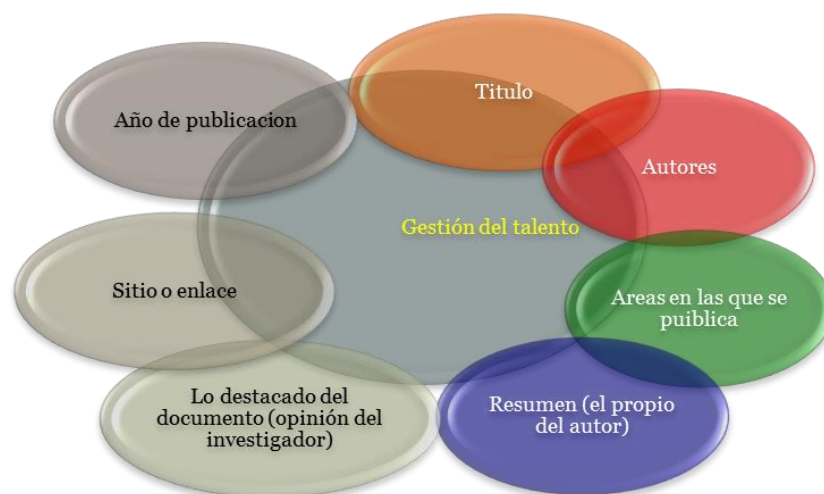 Titulo
Autores
Areas en las que se
puiblica
Resumen (el propio
del autor)
Lo destacado del
documento (opinión del
investigador)
Sitio o enlace
Año de publicacion
Gestión del talento